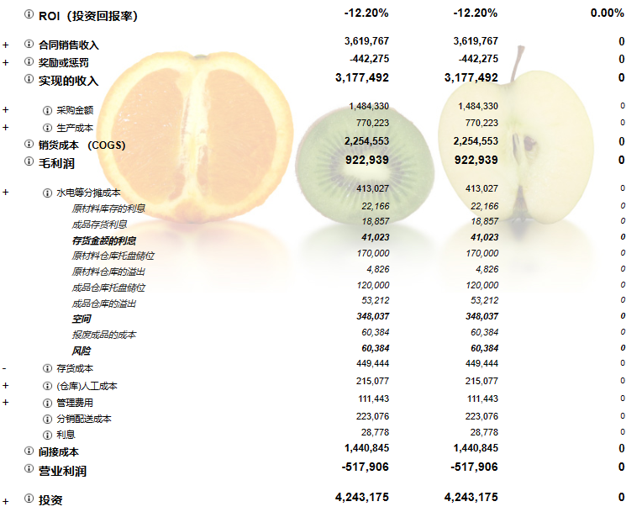 ROI（投资回报率） -12.20% -12.20% 0.00%
+ 合同销售收入 3,619,767 3,619,767 0
+ 奖励或惩罚 -442,275 -442,275 0
实现的收入 3,177,492 3,177,492 0
+ 采购金额 1,484,330 1,484,330 0
+ 生产成本 770,223 770,223 0
销货成本 （COGS） 2,254,553 2,254,553 0
毛利润 922,939 922,939 0
+ 水电等分摊成本 413,027 413,027 0
原材料库存的利息 22,166 22,166 0
成品存货利息 18,857 18,857 0
存货金额的利息 41,023 41,023 0
原材料仓库托盘储位 170,000 170,000 0
原材料仓库的溢出 4,826 4,826 0
成品仓库托盘储位 120,000 120,000 0
成品仓库的溢出 53,212 53,212 0
空间 348,037 348,037 0
报废成品的成本 60,384 60,384 0
风险 60,384 60,384 0
- 存货成本 449,444 449,444 0
+ (仓库)人工成本 215,077 215,077 0
+ 管理费用 111,443 111,443 0
分销配送成本 223,076 223,076 0
利息 28,778 28,778 0
间接成本 1,440,845 1,440,845 0
营业利润 -517,906 -517,906 0
+ 投资 4,243,175 4,243,175 0